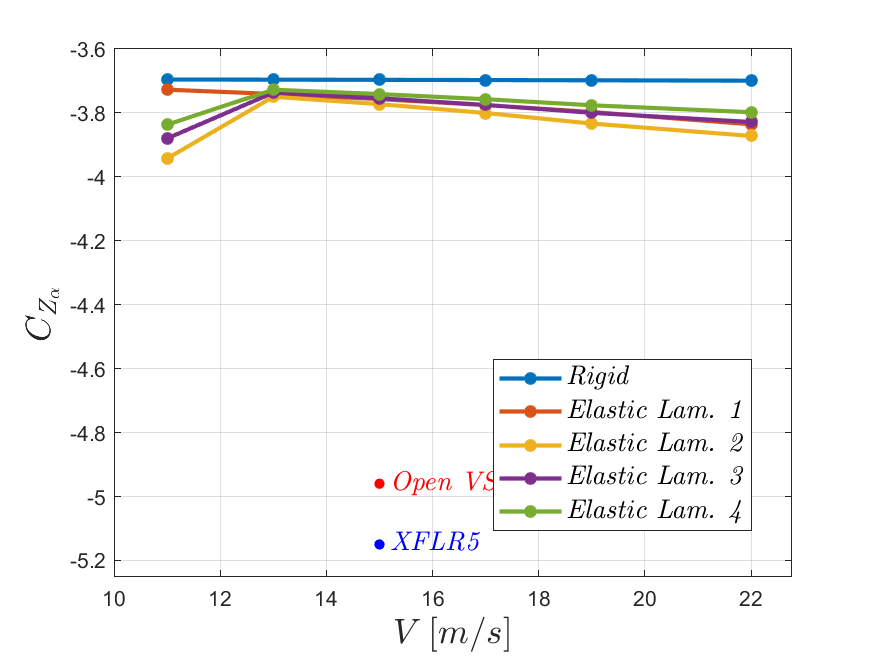 -3.6
-3.8
-4
-4.2
-4.4
-4.6
-4.8
-5
-5.2
C_{Z_α}
Rigid
Elastic Lam. 1
Elastic Lam. 2
Elastic Lam. 3
Elastic Lam. 4
Open VS
XFLR5
10 12 14 16 18 20 22
V [m/s]